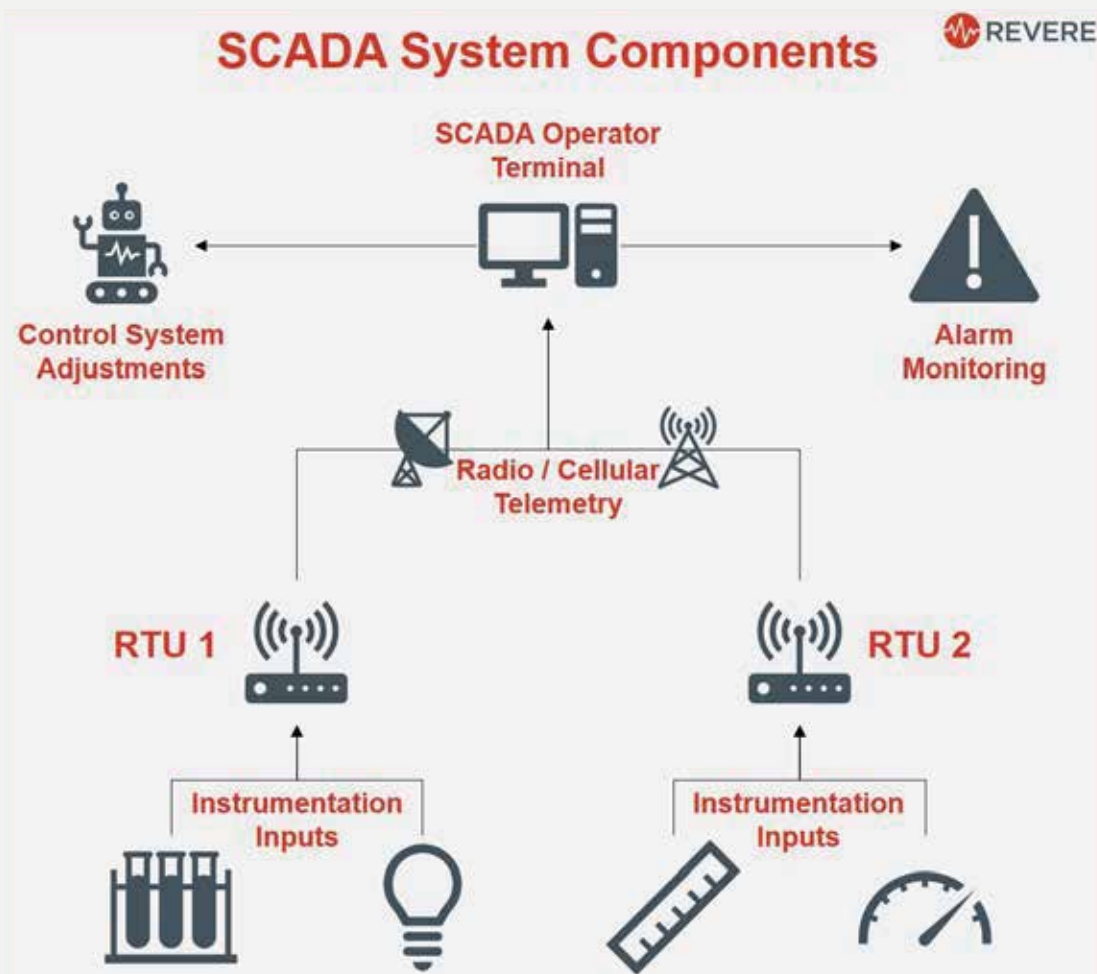 SCADA System Components
REVERE
SCADA Operator
Terminal
Control System
Adjustments
Alarm
Monitoring
Radio / Cellular
Telemetry
RTU 1
RTU 2
Instrumentation
Inputs
Instrumentation
Inputs